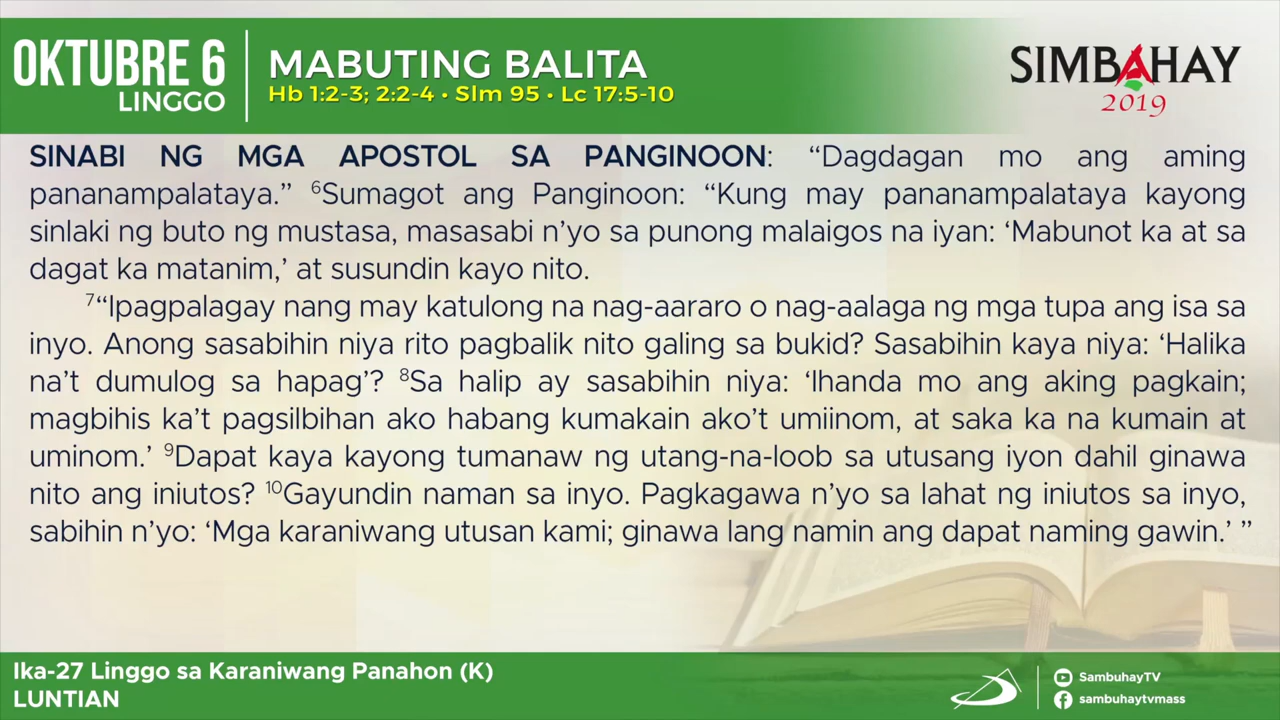 OKTUBRE 6
LINGGO
MABUTING BALITA
Hb 1:2-3; 2:2-4 • Slm 95 • Lc 17:5-10
SIMBAHAY
2019
SINABI NG MGA APOSTOL SA PANGINOON: “Dagdagan mo ang aming
pananampalataya.” ⁶Sumagot ang Panginoon: “Kung may pananampalataya kayong
sinlaki ng buto ng mustasa, masasabi n’yo sa punong malaigos na iyan: ‘Mabunot ka at sa
dagat ka matanim,’ at susundin kayo nito.
⁷“Ipagpalagay nang may katulong na nag-aararo o nag-aalaga ng mga tupa ang isa sa
inyo. Anong sasabihin niya rito pagbalik nito galing sa bukid? Sasabihin kaya niya: ‘Halika
na’t dumulog sa hapag’? ⁸Sa halip ay sasabihin niya: ‘Ihanda mo ang aking pagkain;
magbihis ka’t pagsilbihan ako habang kumakain ako’t umiinom, at saka ka na kumain at
uminom.’ ⁹Dapat kaya kayong tumanaw ng utang-na-loob sa utusang iyon dahil ginawa
nito ang iniutos? ¹⁰Gayundin naman sa inyo. Pagkagawa n’yo sa lahat ng iniutos sa inyo,
sabihin n’yo: ‘Mga karaniwang utusan kami; ginawa lang namin ang dapat naming gawin.’ ”
Ika-27 Linggo sa Karaniwang Panahon (K)
LUNTIAN
SambuhayTV
sambuhaytvmass